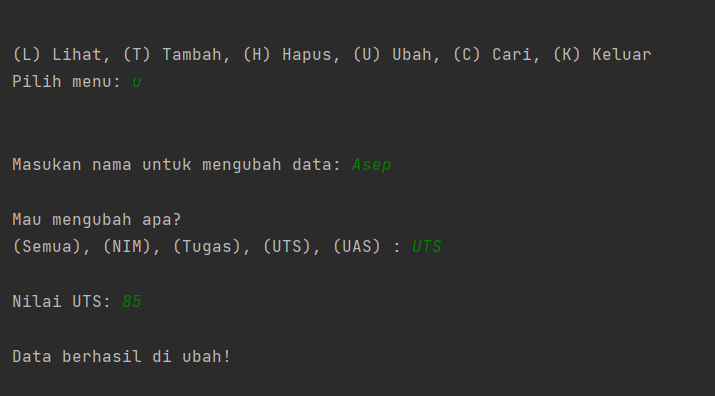 (L) Lihat, (T) Tambah, (H) Hapus, (U) Ubah, (C) Cari, (K) Keluar
Pilih menu: u
Masukan nama untuk mengubah data: Asep
Mau mengubah apa?
(Semua), (NIM), (Tugas), (UTS), (UAS) : UTS
Nilai UTS: 85
Data berhasil di ubah!